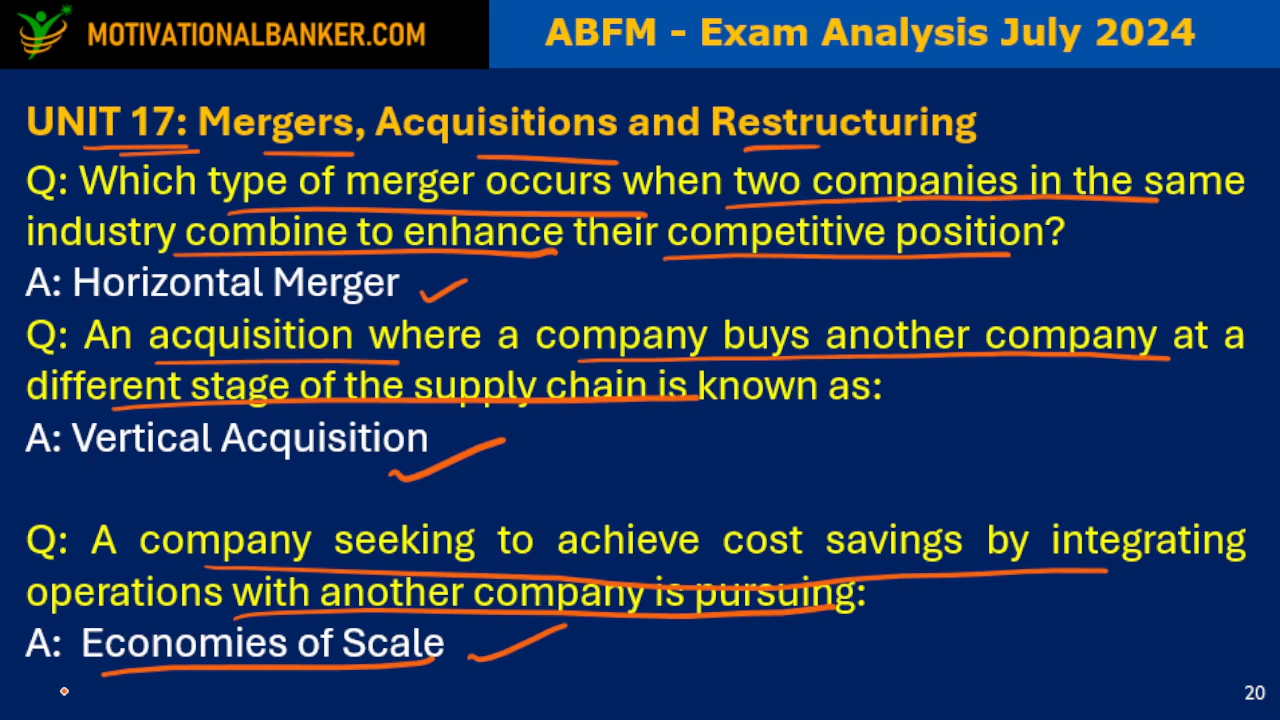 MOTIVATIONALBANKER.COM
ABFM - Exam Analysis July 2024
UNIT 17: Mergers, Acquisitions and Restructuring
Q: Which type of merger occurs when two companies in the same
industry combine to enhance their competitive position?
A: Horizontal Merger
Q: An acquisition where a company buys another company at a
different stage of the supply chain is known as:
A: Vertical Acquisition
Q: A company seeking to achieve cost savings by integrating
operations with another company is pursuing:
A: Economies of Scale
20